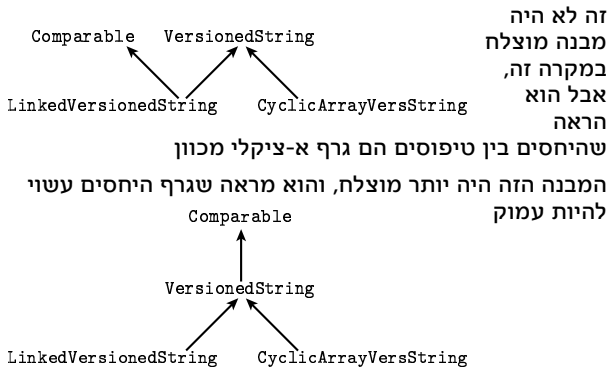 זה לא היה
מבנה מוצלח
במקרה זה,
אבל הוא
הראה
שהיחסים בין טיפוסים הם גרף א-ציקלי מכוון
Comparable VersionedString
LinkedVersionedString CyclicArrayVersString
המבנה הזה היה יותר מוצלח, והוא מראה שגרף היחסים עשוי
להיות עמוק
Comparable
VersionedString
LinkedVersionedString CyclicArrayVersString